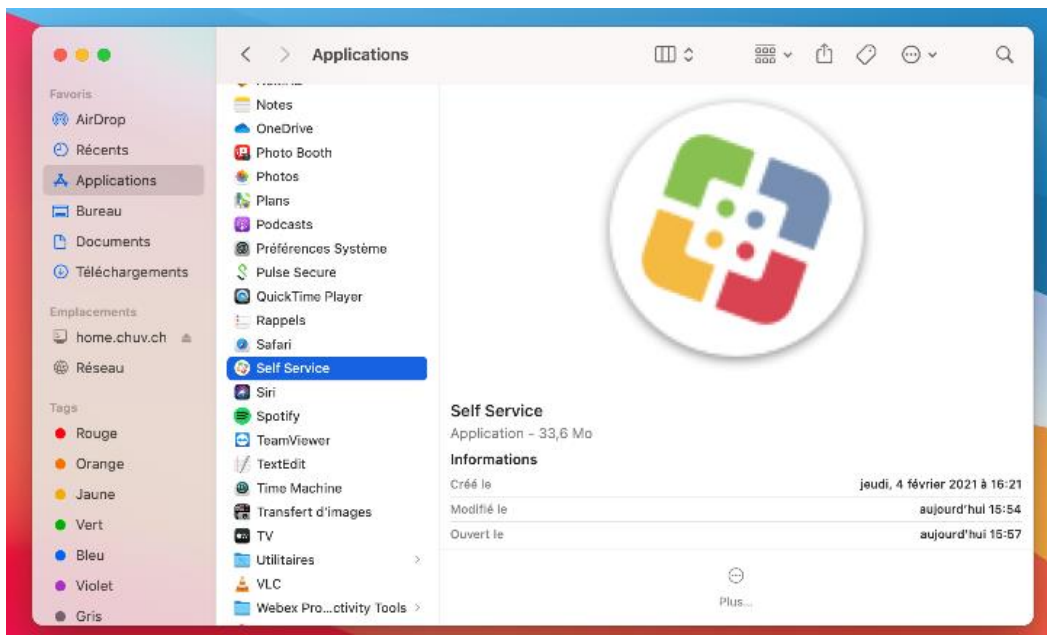 Applications
Favoris
AirDrop
Récents
Applications
Bureau
Documents
Téléchargements
Emplacements
home.chuv.ch
Réseau
Tags
Rouge
Orange
Jaune
Vert
Bleu
Violet
Gris
Notes
OneDrive
Photo Booth
Photos
Plans
Podcasts
Préférences Système
Pulse Secure
QuickTime Player
Rappels
Safari
Self Service
Siri
Spotify
TeamViewer
TextEdit
Time Machine
Transfert d'images
TV
Utilitaires
VLC
Webex Pro...ctivity Tools
Self Service
Application - 33,6 Mo
Informations
Créé le jeudi, 4 février 2021 à 16:21
Modifié le aujourd'hui 15:54
Ouvert le aujourd'hui 15:57
Plus...